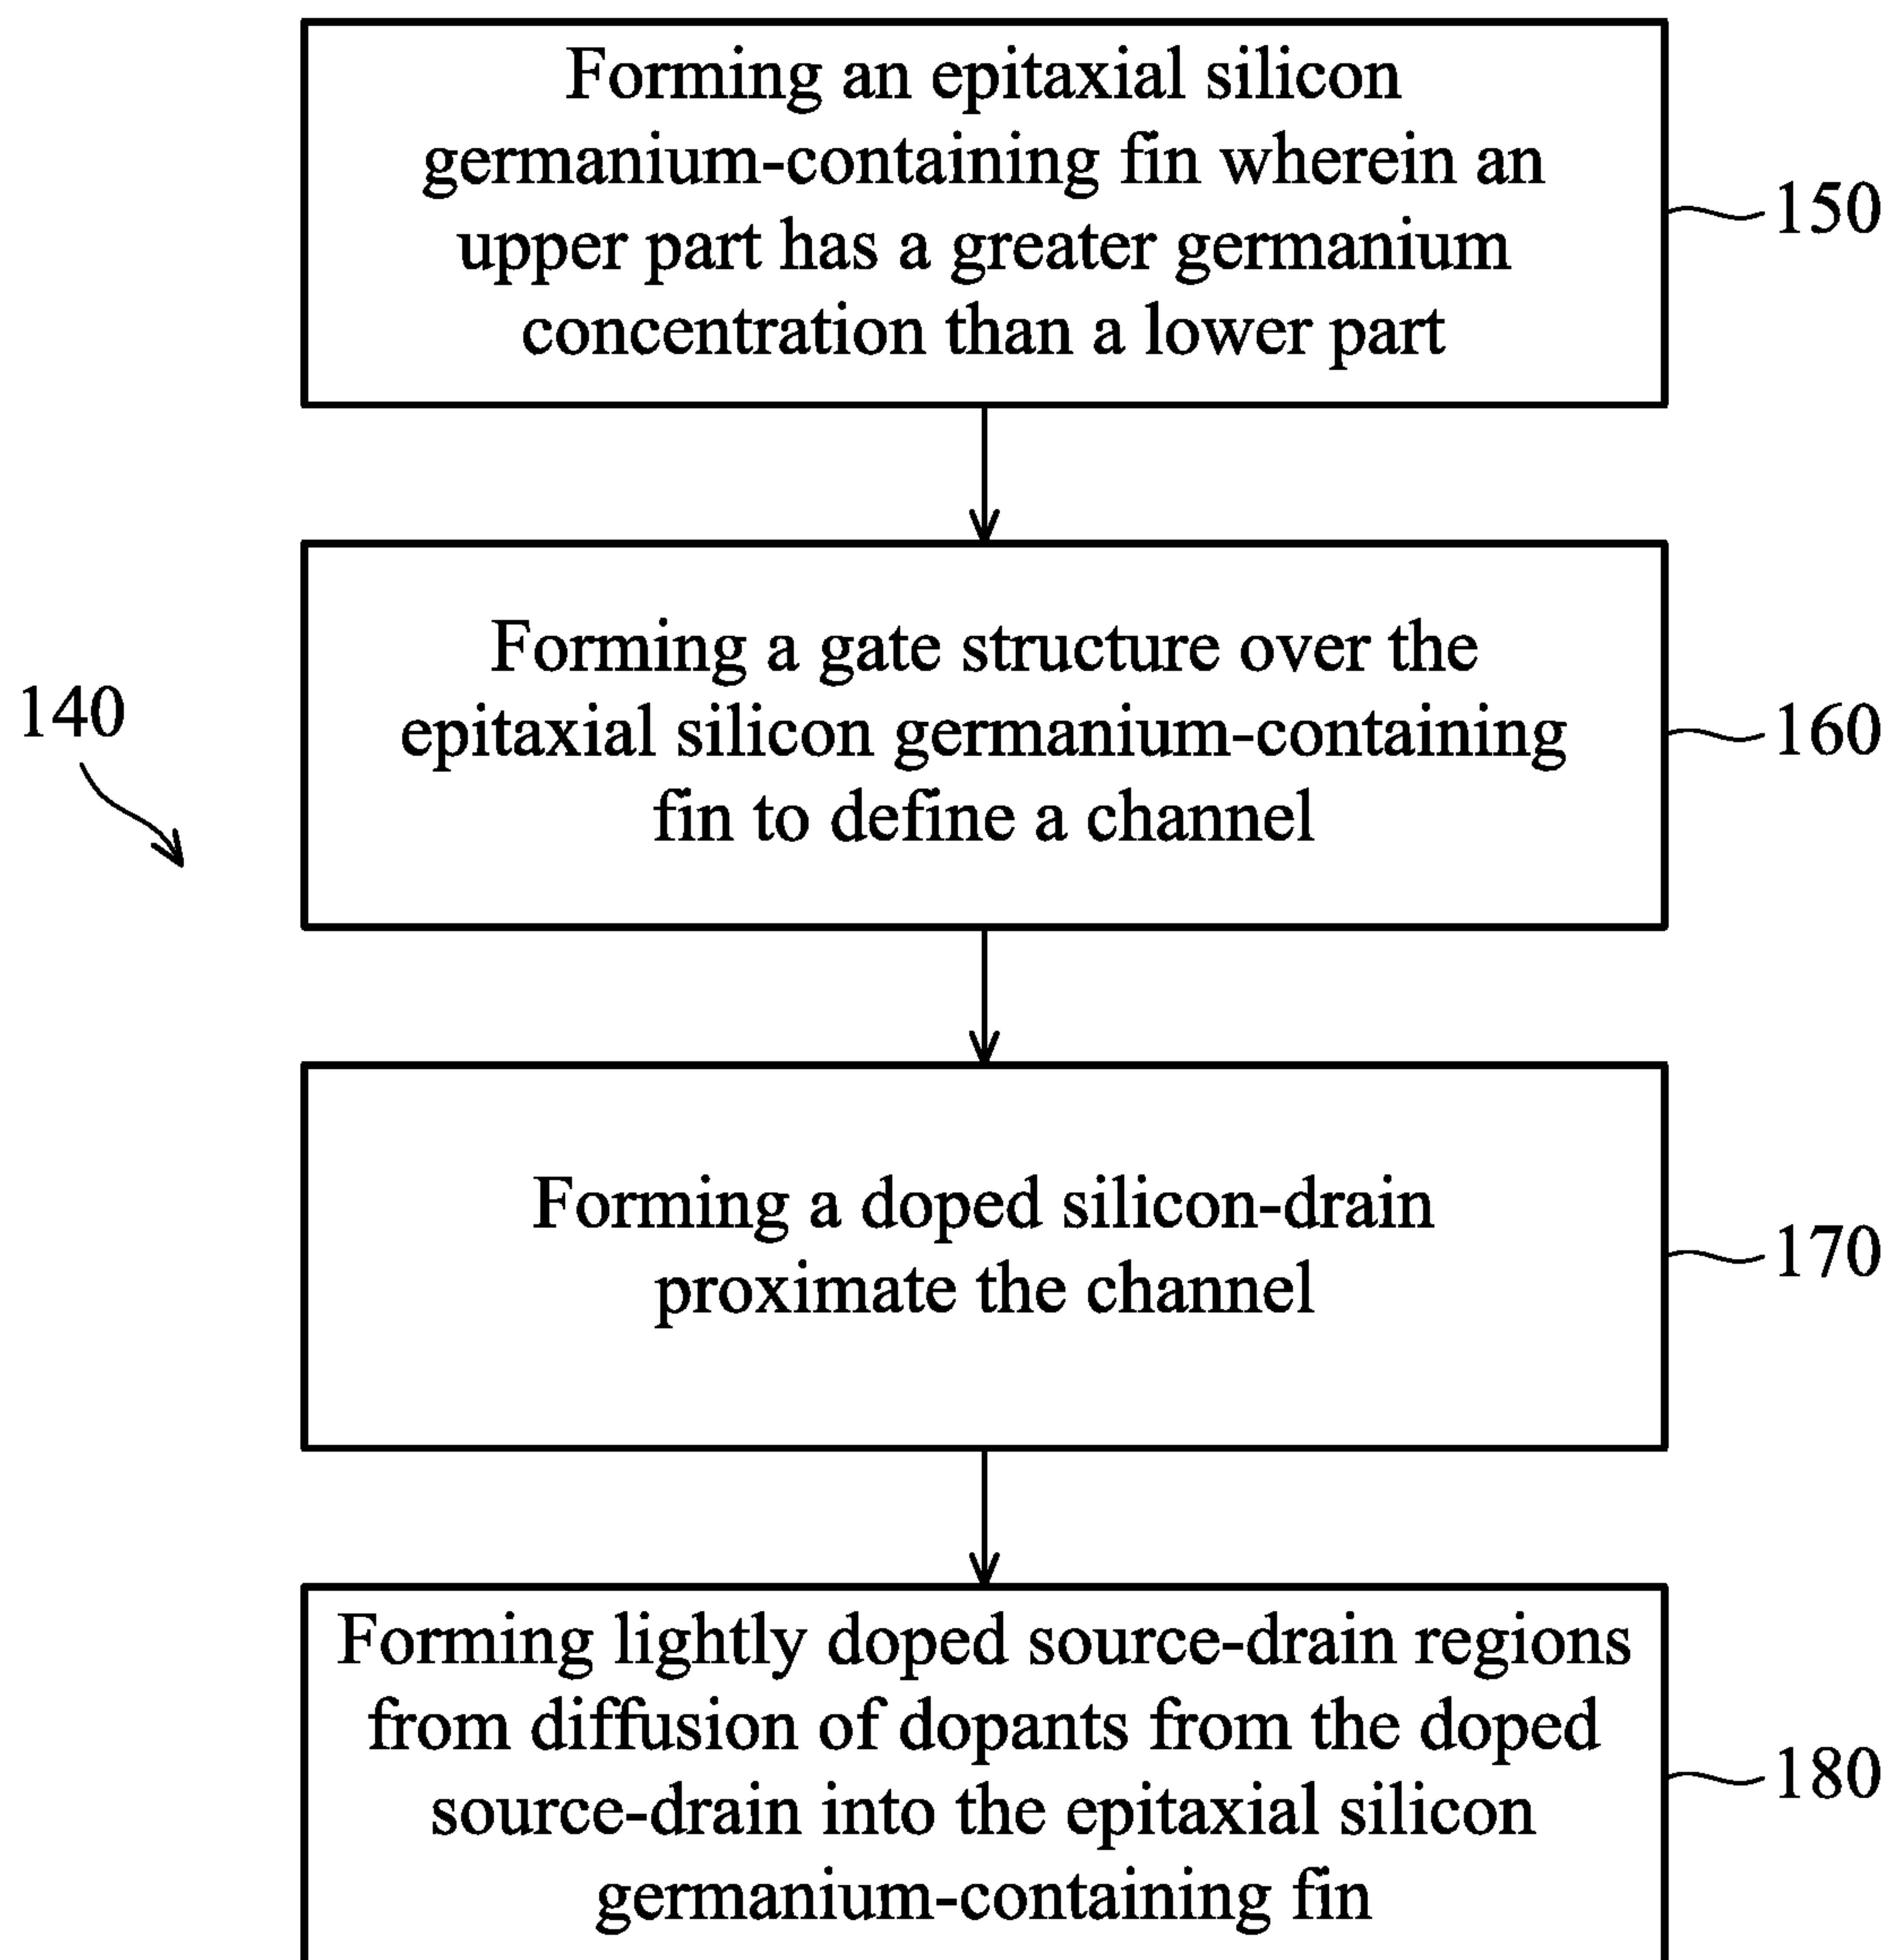 Forming an epitaxial silicon
germanium-containing fin wherein an
upper part has a greater germanium
concentration than a lower part
150
Forming a gate structure over the
epitaxial silicon germanium-containing
fin to define a channel
160
140
Forming a doped silicon-drain
proximate the channel
170
Forming lightly doped source-drain regions
from diffusion of dopants from the doped
source-drain into the epitaxial silicon
germanium-containing fin
180